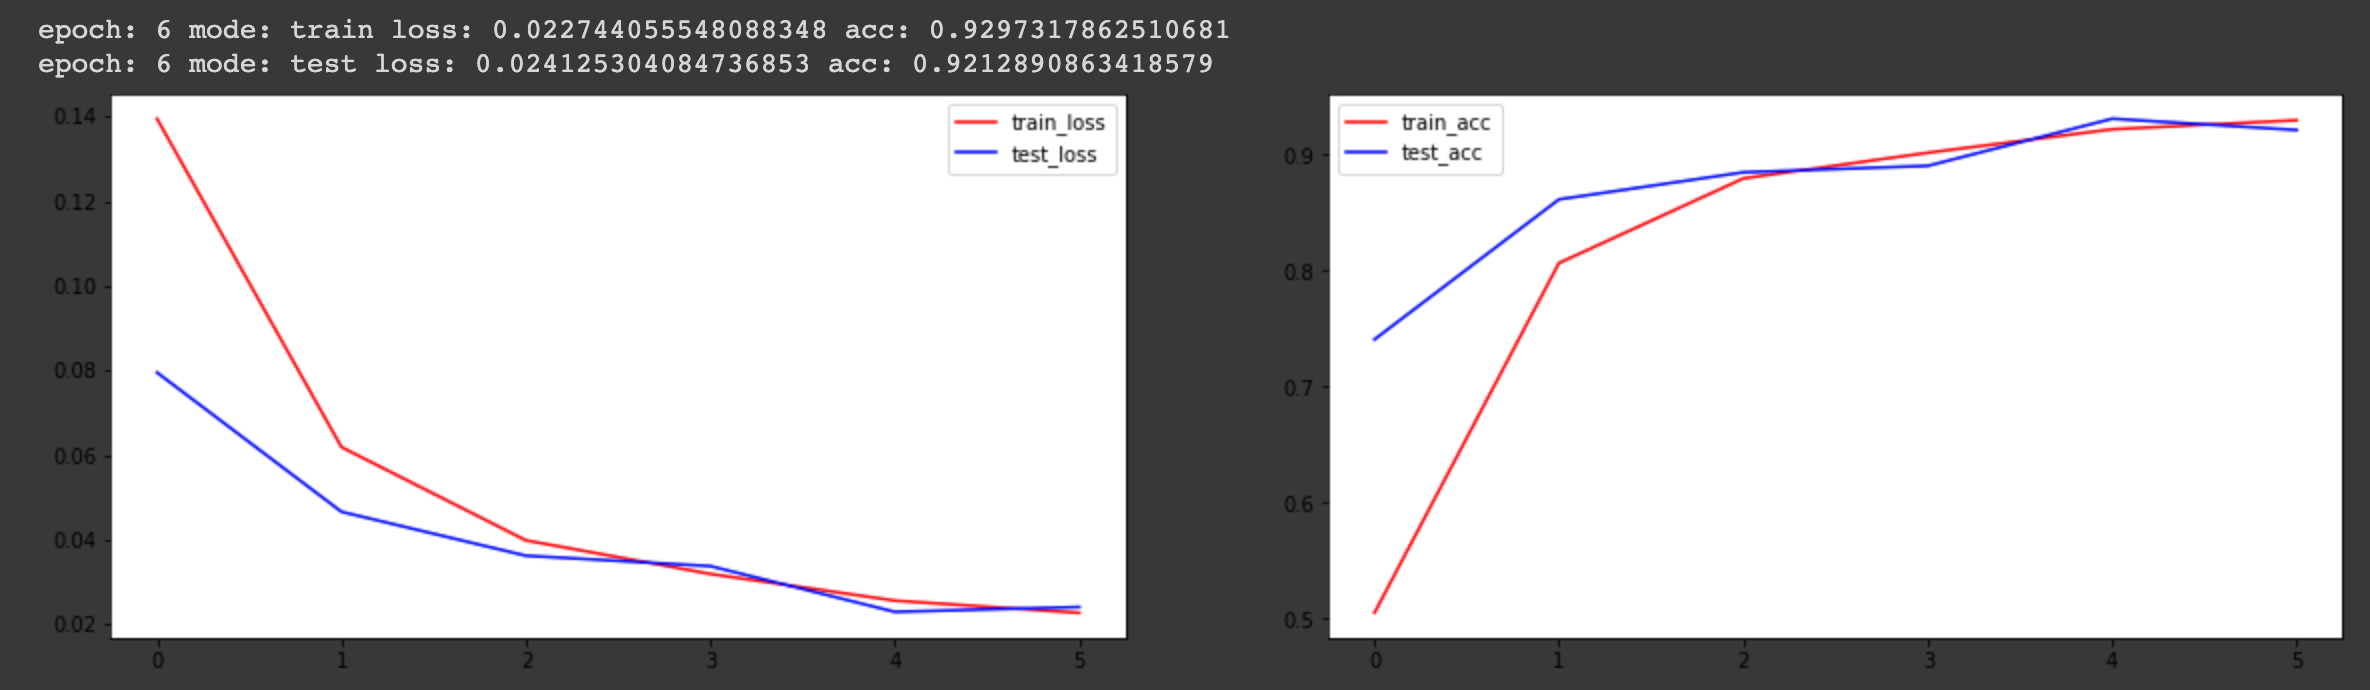 epoch: 6 mode: train loss: 0.022744055548088348 acc: 0.9297317862510681
epoch: 6 mode: test loss: 0.024125304084736853 acc: 0.9212890863418579
train_loss
test_loss
0.14
0.12
0.10
0.08
0.06
0.04
0.02
0 1 2 3 4 5
train_acc
test_acc
0.9
0.8
0.7
0.6
0.5
0 1 2 3 4 5